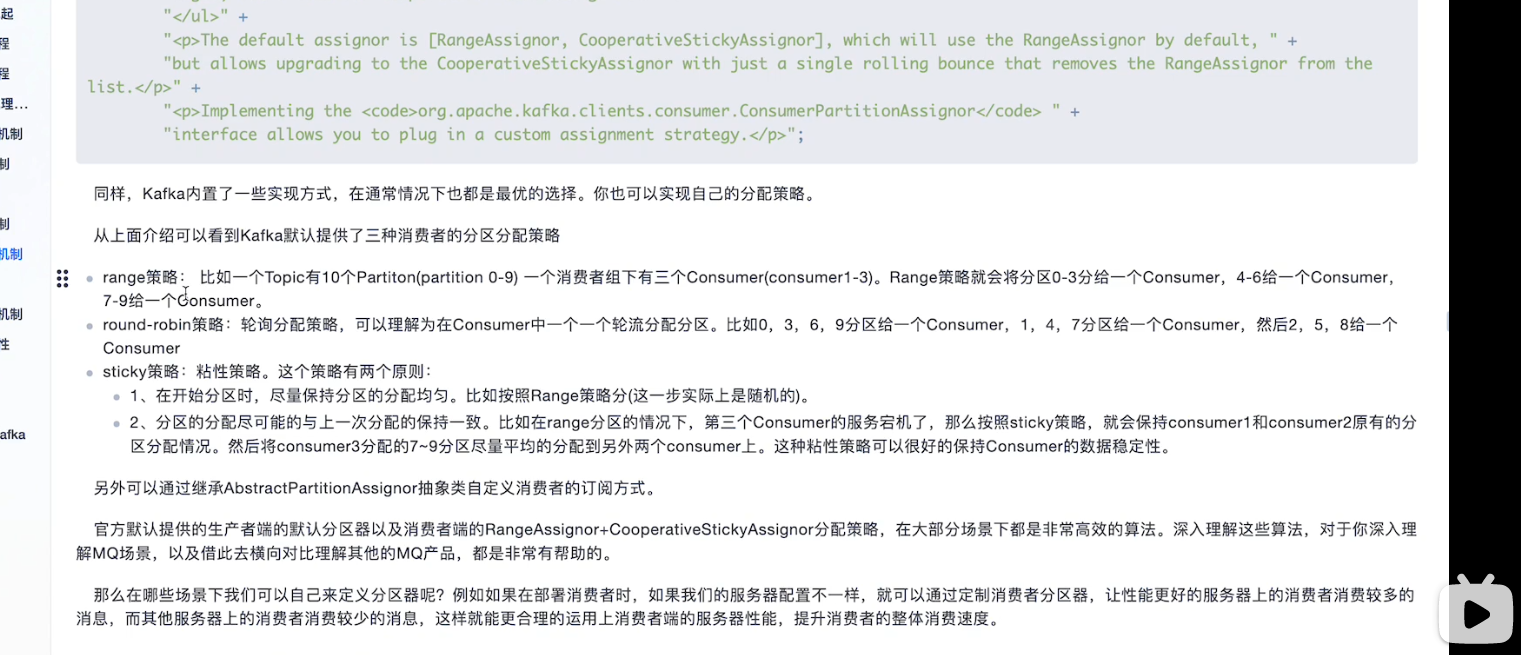 起
程
程
理...
机制
制
制
机制
机制
性
afka
"</ul>" +
"<p>The default assignor is [RangeAssignor, CooperativeStickyAssignor], which will use the RangeAssignor by default, " +
"but allows upgrading to the CooperativeStickyAssignor with just a single rolling bounce that removes the RangeAssignor from the
list.</p>" +
"<p>Implementing the <code>org.apache.kafka.clients.consumer.ConsumerPartitionAssignor</code> " +
"interface allows you to plug in a custom assignment strategy.</p>";
同样，Kafka内置了一些实现方式，在通常情况下也都是最优的选择。你也可以实现自己的分配策略。
从上面介绍可以看到Kafka默认提供了三种消费者的分区分配策略
range策略： 比如一个Topic有10个Partiton(partition 0-9) 一个消费者组下有三个Consumer(consumer1-3)。Range策略就会将分区0-3分给一个Consumer，4-6给一个Consumer，
7-9给一个Consumer。
round-robin策略：轮询分配策略，可以理解为在Consumer中一个一个轮流分配分区。比如0，3，6，9分区给一个Consumer，1，4，7分区给一个Consumer，然后2，5，8给一个
Consumer
sticky策略：粘性策略。这个策略有两个原则：
1、在开始分区时，尽量保持分区的分配均匀。比如按照Range策略分(这一步实际上是随机的)。
2、分区的分配尽可能的与上一次分配的保持一致。比如在range分区的情况下，第三个Consumer的服务宕机了，那么按照sticky策略，就会保持consumer1和consumer2原有的分
区分配情况。然后将consumer3分配的7~9分区尽量平均的分配到另外两个consumer上。这种粘性策略可以很好的保持Consumer的数据稳定性。
另外可以通过继承AbstractPartitionAssignor抽象类自定义消费者的订阅方式。
官方默认提供的生产者端的默认分区器以及消费者端的RangeAssignor+CooperativeStickyAssignor分配策略，在大部分场景下都是非常高效的算法。深入理解这些算法，对于你深入理
解MQ场景，以及借此去横向对比理解其他的MQ产品，都是非常有帮助的。
那么在哪些场景下我们可以自己来定义分区器呢？例如如果在部署消费者时，如果我们的服务器配置不一样，就可以通过定制消费者分区器，让性能更好的服务器上的消费者消费较多的
消息，而其他服务器上的消费者消费较少的消息，这样就能更合理的运用上消费者端的服务器性能，提升消费者的整体消费速度。